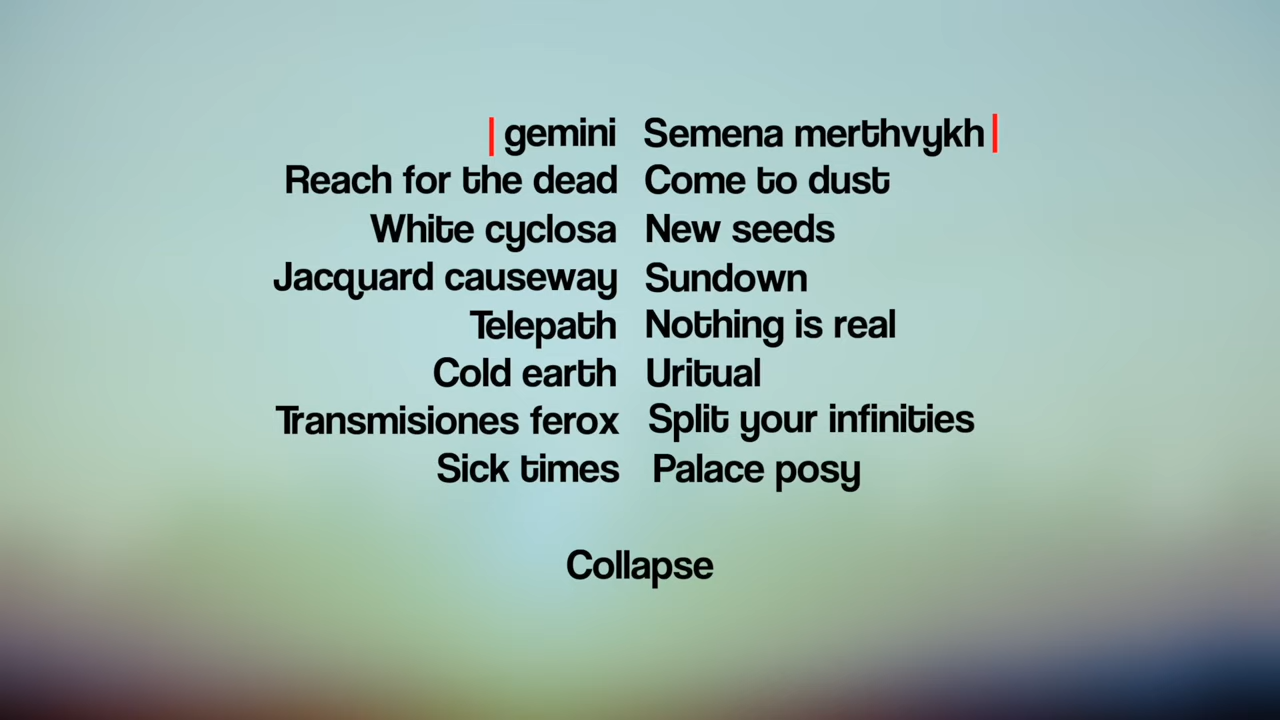 gemini Semena merthvykh
Reach for the dead Come to dust
White cyclosa New seeds
Jacquard causeway Sundown
Telepath Nothing is real
Cold earth Uritual
Transmisiones ferox Split your infinities
Sick times Palace posy
Collapse